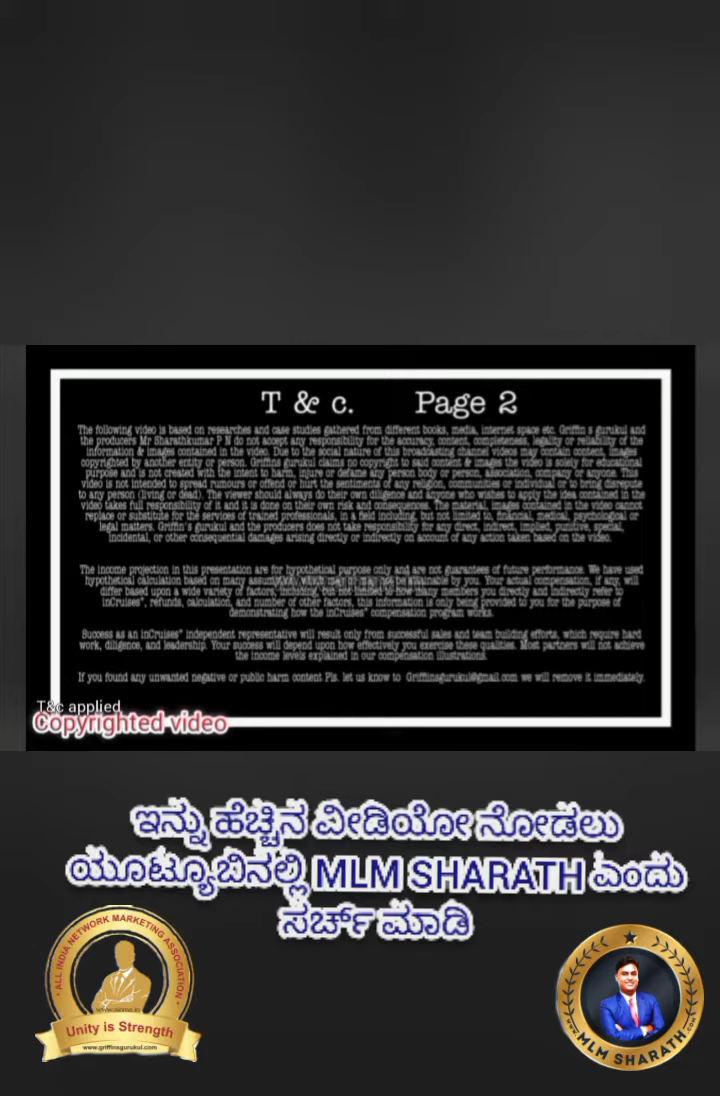 T & c.    Page 2
The following video is based on researches and case studies gathered from different books, media, internet space etc. Griffin s gurukul and
the producers Mr Sharathkumar P N do not accept any responsibility for the accuracy, content, completeness, legality or reliability of the
information & images contained in the video. Due to the social nature of this broadcasting channel videos may contain content, images
copyrighted by another entity or person. Griffins gurukul claims no copyright to said content & images the video is solely for educational
purpose and is not created with the intent to harm, injure or defame any person body or person, association, company or anyone. This
video is not intended to spread rumours or offend or hurt the sentiments of any religion, communities or individual or to bring disrepute
to any person (living or dead). The viewer should always do their own diligence and anyone who wishes to apply the idea contained in the
video takes full responsibility of it and it is done on their own risk and consequences. The material, images contained in the video cannot
replace or substitute for the services of trained professionals, in a field including, but not limited to, financial, medical, psychological or
legal matters. Griffin's gurukul and the producers does not take responsibility for any direct, indirect, implied, punitive, special,
incidental, or other consequential damages arising directly or indirectly on account of any action taken based on the video.
The income projection in this presentation are for hypothetical purpose only and are not guarantees of future performance. We have used
hypothetical calculation based on many be attainable by you. Your actual compensation, if any, will
differ based upon a wide variety of factors, including, but not limited to how many members you directly and indirectly refer to
inCruises", refunds, calculation, and number of other factors, this information is only being provided to you for the purpose of
demonstrating how the inCruises" compensation program works.
Success as an inCruises" independent representative will result only from successful sales and team building efforts, which require hard
work, diligence, and leadership. Your success will depend upon how effectively you exercise these qualities. Most partners will not achieve
the income levels explained in our compensation illustrations.
If you found any unwanted negative or public harm content Pls. let us know to Griffinsgurukul@gmail.com we will remove it immediately.
T&c applied
Copyrighted video
ಇನ್ನು ಹೆಚ್ಚಿನ ವೀಡಿಯೋ ನೋಡಲು
ಯೂಟ್ಯೂಬಿನಲ್ಲಿ MLM SHARATH ಎಂದು
ಸರ್ಚ್ ಮಾಡಿ
ALL INDIA NETWORK MARKETING ASSOCIATION
Unity is Strength
www.griffinsgurukul.com
www.MLM SHARATH.com